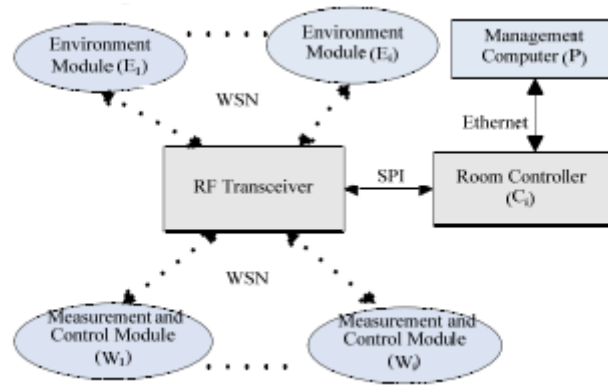 Environment
Module (E₁)
Environment
Module (Eᵢ)
Management
Computer (P)
WSN
Ethernet
RF Transceiver
SPI
Room Controller
(Cᵢ)
WSN
Measurement and
Control Module
(W₁)
Measurement and
Control Module
(Wᵢ)